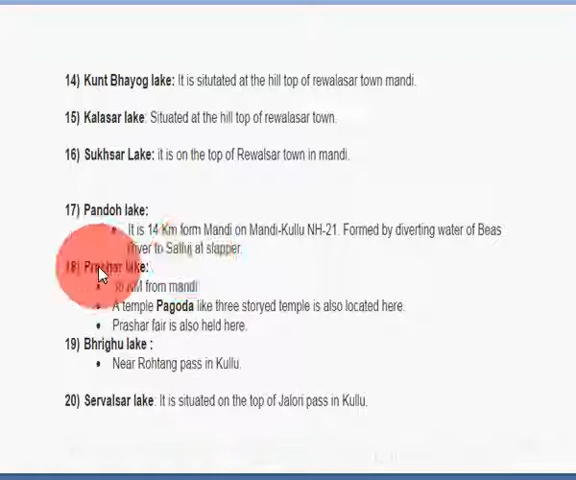 14) Kunt Bhayog lake: It is situtated at the hill top of rewalasar town mandi.
15) Kalasar lake: Situated at the hill top of rewalasar town.
16) Sukhsar Lake: it is on the top of Rewalsar town in mandi.
17) Pandoh lake:
It is 14 Km form Mandi on Mandi-Kullu NH-21. Formed by diverting water of Beas
River to Satluj at slapper.
18) Prashar lake:
KM from mandi
A temple Pagoda like three storyed temple is also located here.
Prashar fair is also held here.
19) Bhrighu lake :
Near Rohtang pass in Kullu.
20) Servalsar lake: It is situated on the top of Jalori pass in Kullu.